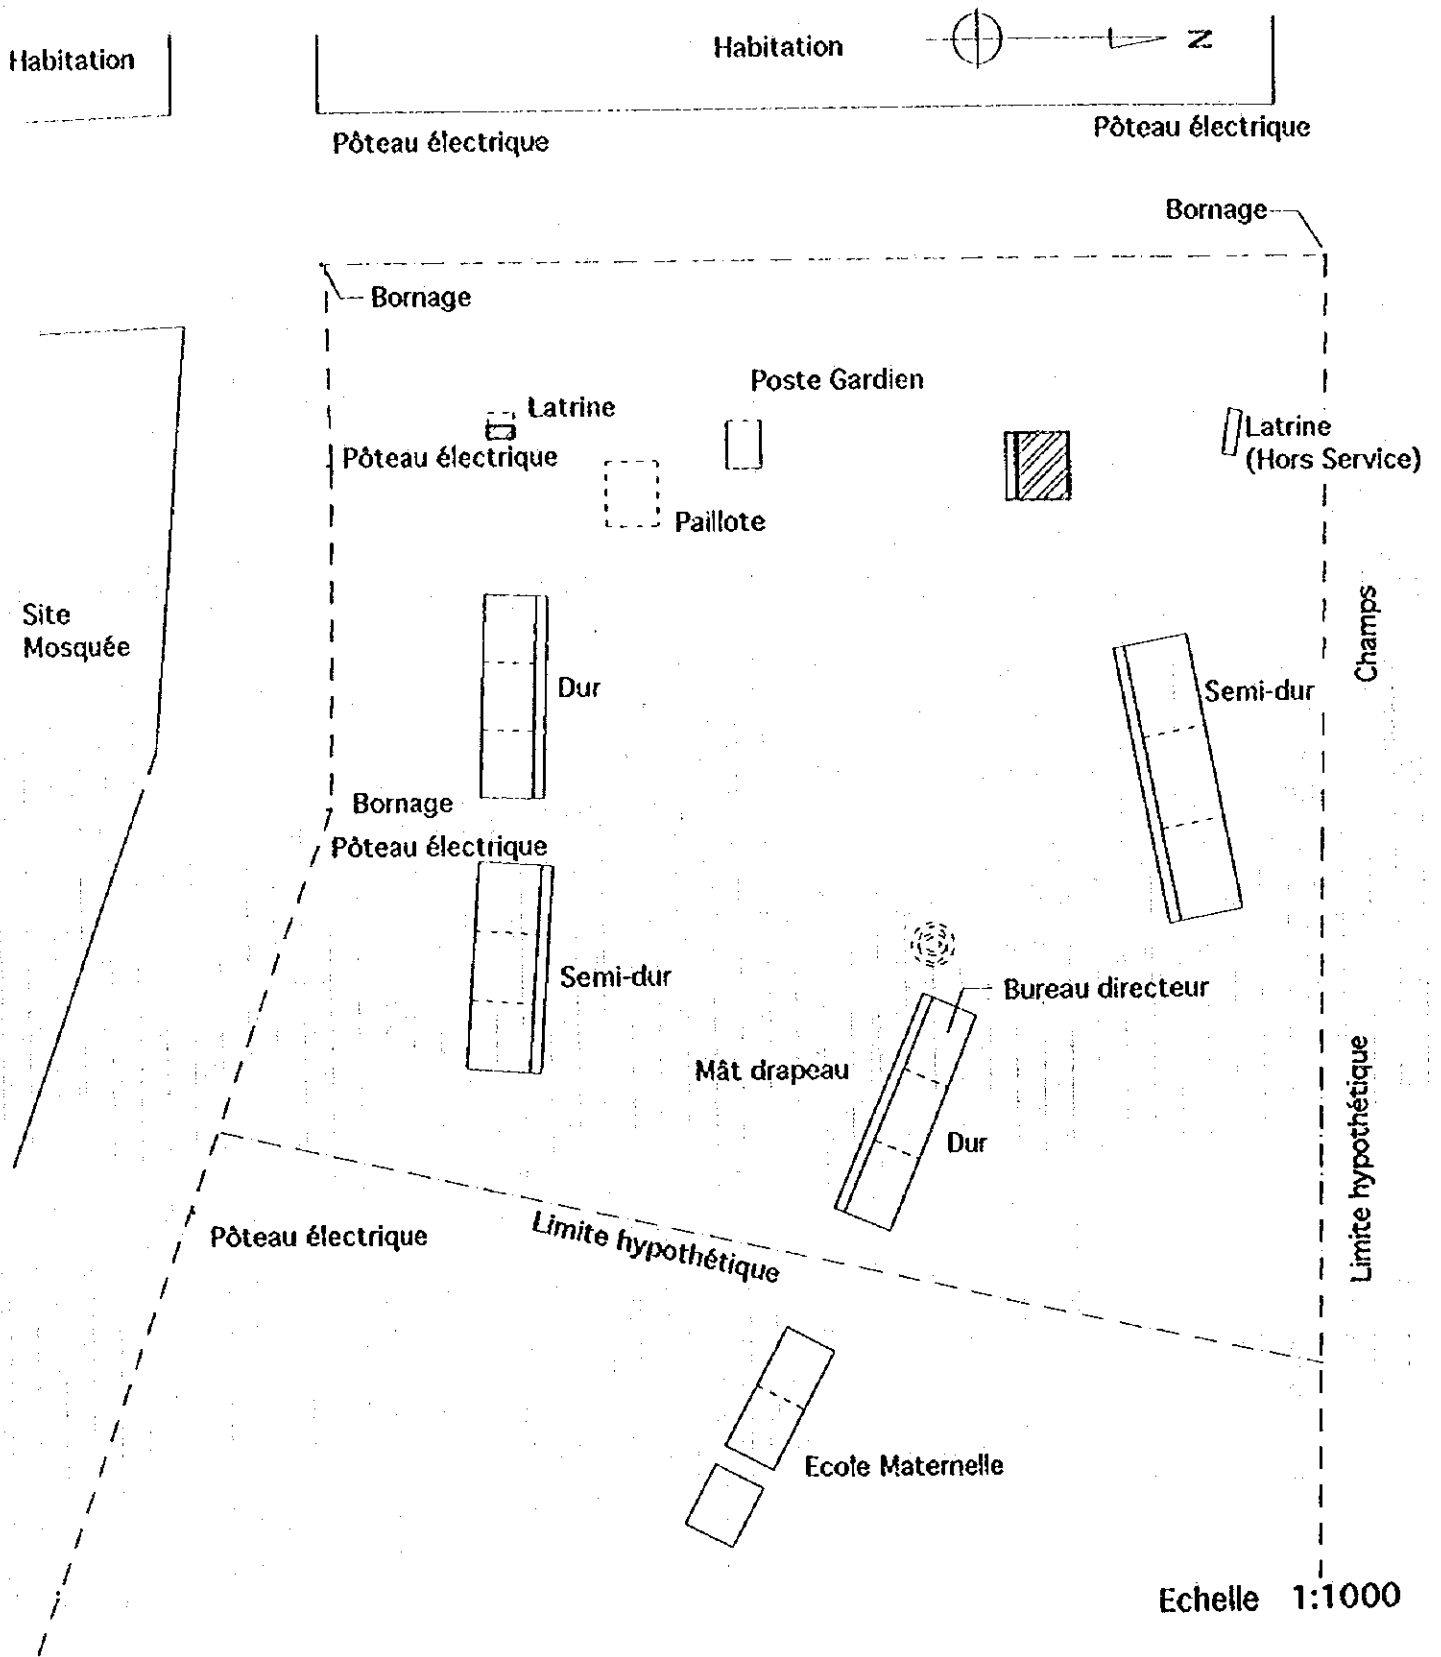 Habitation
Habitation
N
Pôteau électrique
Pôteau électrique
Bornage
Bornage
Poste Gardien
Latrine
Pôteau électrique
Latrine
(Hors Service)
Paillote
Site
Mosquée
Dur
Semi-dur
Champs
Bornage
Pôteau électrique
Semi-dur
Bureau directeur
Mât drapeau
Dur
Limite hypothétique
Pôteau électrique
Limite hypothétique
Ecole Maternelle
Echelle 1:1000